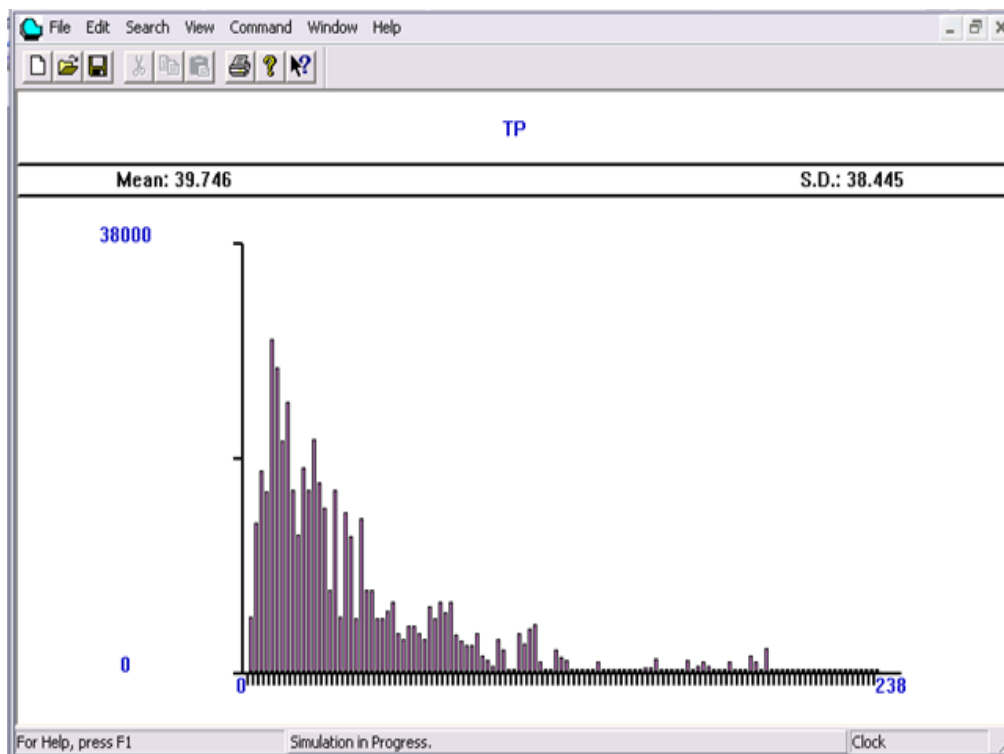 File Edit Search View Command Window Help
TP
Mean: 39.746 S.D.: 38.445
38000
0
0 238
For Help, press F1 Simulation in Progress. Clock